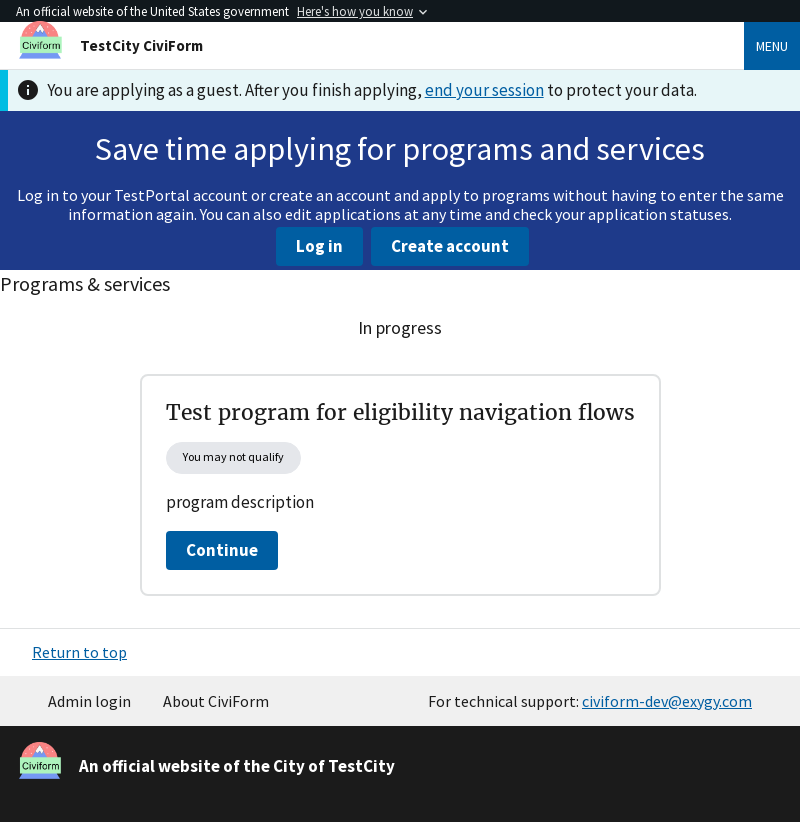 An official website of the United States government Here's how you know
Civiform
TestCity CiviForm
MENU
You are applying as a guest. After you finish applying, end your session to protect your data.
Save time applying for programs and services
Log in to your TestPortal account or create an account and apply to programs without having to enter the same
information again. You can also edit applications at any time and check your application statuses.
Log in
Create account
Programs & services
In progress
Test program for eligibility navigation flows
You may not qualify
program description
Continue
Return to top
Admin login
About CiviForm
For technical support: civiform-dev@exygy.com
Civiform
An official website of the City of TestCity